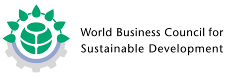 World Business Council for
Sustainable Development